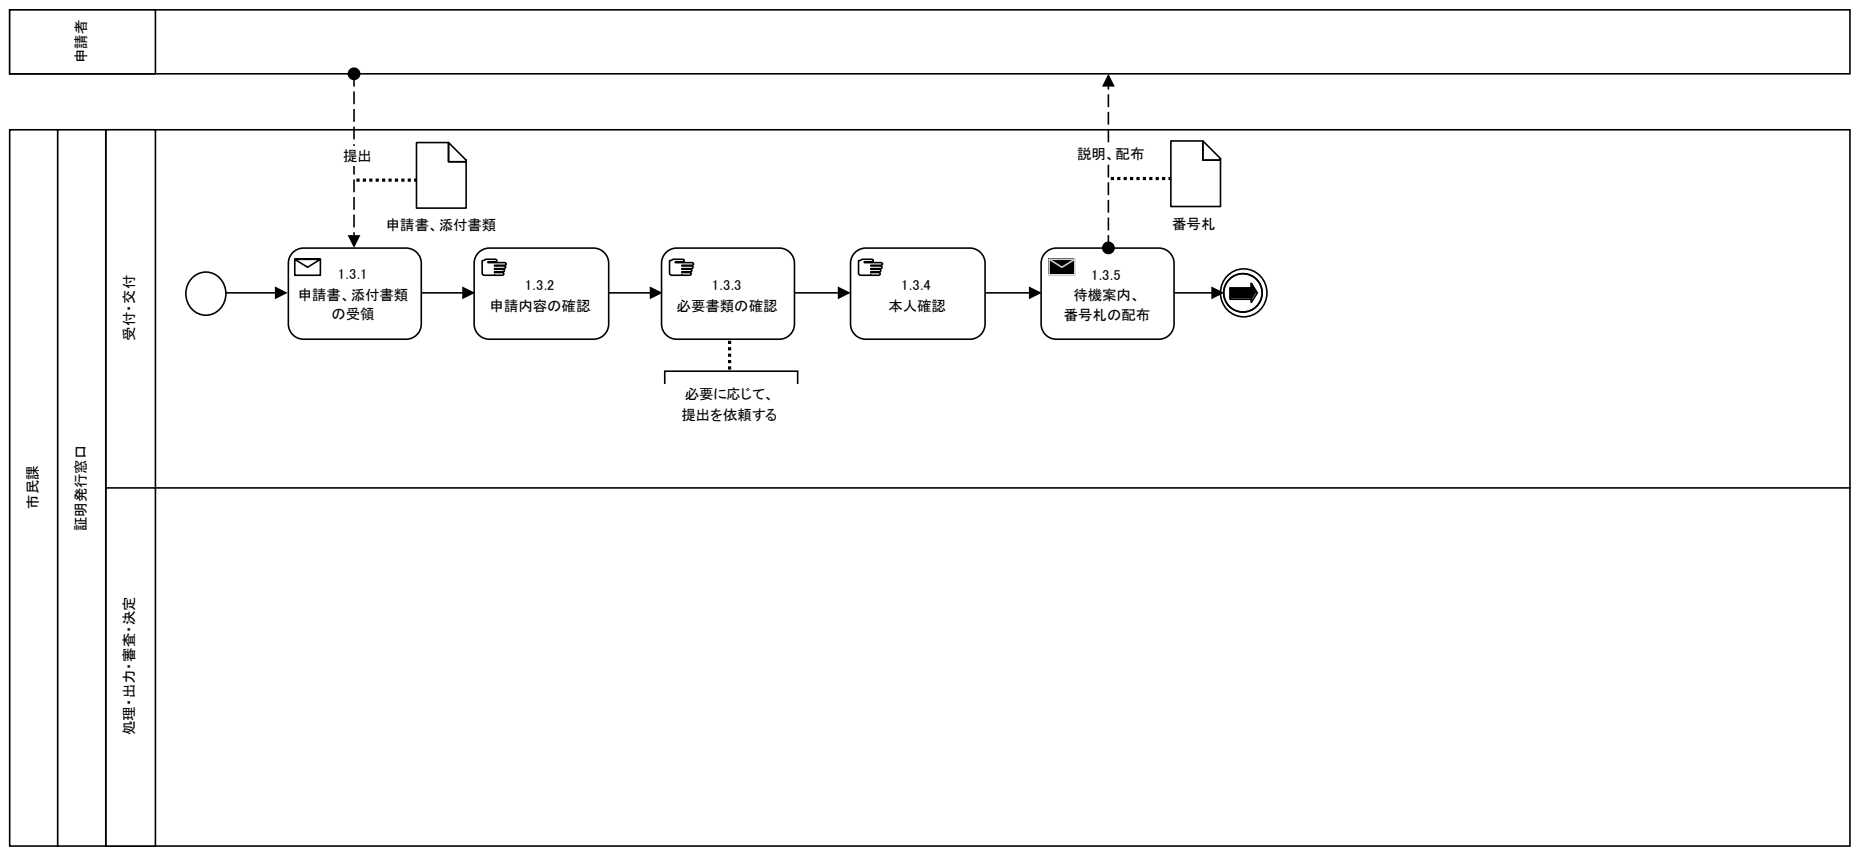 申請者
市民課
証明発行窓口
受付・交付
処理・出力・審査・決定
提出
申請書、添付書類
説明、配布
番号札
1.3.1
申請書、添付書類
の受領
1.3.2
申請内容の確認
1.3.3
必要書類の確認
1.3.4
本人確認
1.3.5
待機案内、
番号札の配布
必要に応じて、
提出を依頼する